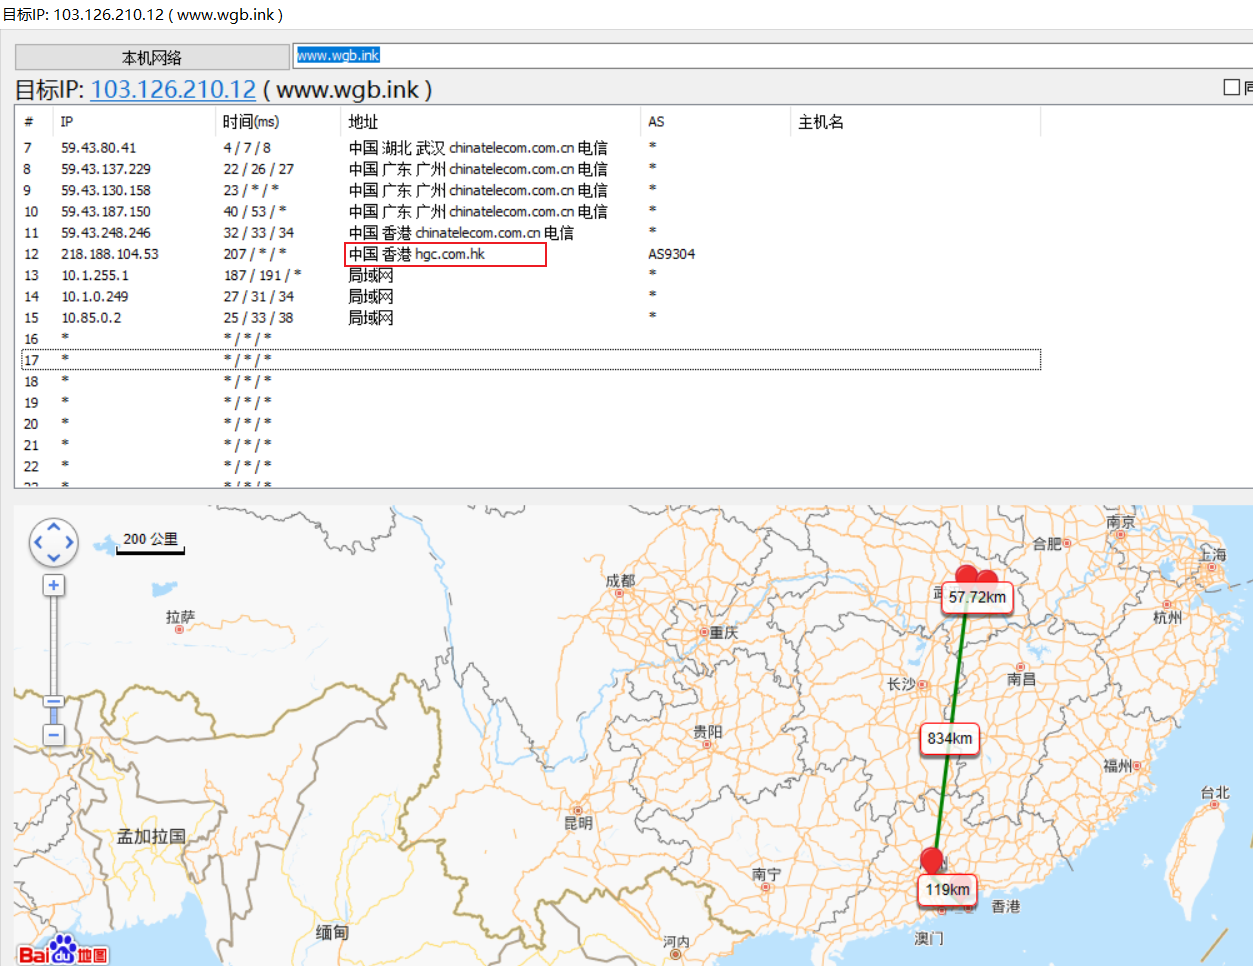 目标IP: 103.126.210.12 ( www.wgb.ink )
本机网络 www.wgb.ink
目标IP: 103.126.210.12 ( www.wgb.ink )
# IP 时间(ms) 地址 AS 主机名
7 59.43.80.41 4 / 7 / 8 中国 湖北 武汉 chinatelecom.com.cn 电信 *
8 59.43.137.229 22 / 26 / 27 中国 广东 广州 chinatelecom.com.cn 电信 *
9 59.43.130.158 23 / * / * 中国 广东 广州 chinatelecom.com.cn 电信 *
10 59.43.187.150 40 / 53 / * 中国 广东 广州 chinatelecom.com.cn 电信 *
11 59.43.248.246 32 / 33 / 34 中国 香港 chinatelecom.com.cn 电信 *
12 218.188.104.53 207 / * / * 中国 香港 hgc.com.hk AS9304
13 10.1.255.1 187 / 191 / * 局域网 *
14 10.1.0.249 27 / 31 / 34 局域网 *
15 10.85.0.2 25 / 33 / 38 局域网 *
16 * * / * / *
17 * * / * / *
18 * * / * / *
19 * * / * / *
20 * * / * / *
21 * * / * / *
22 * * / * / *
200 公里
南京
合肥
上海
成都
57.72km
拉萨
杭州
重庆
长沙
南昌
贵阳
834km
福州
台北
昆明
孟加拉国
南宁
119km
香港
缅甸
澳门
河内
Bai du 地图